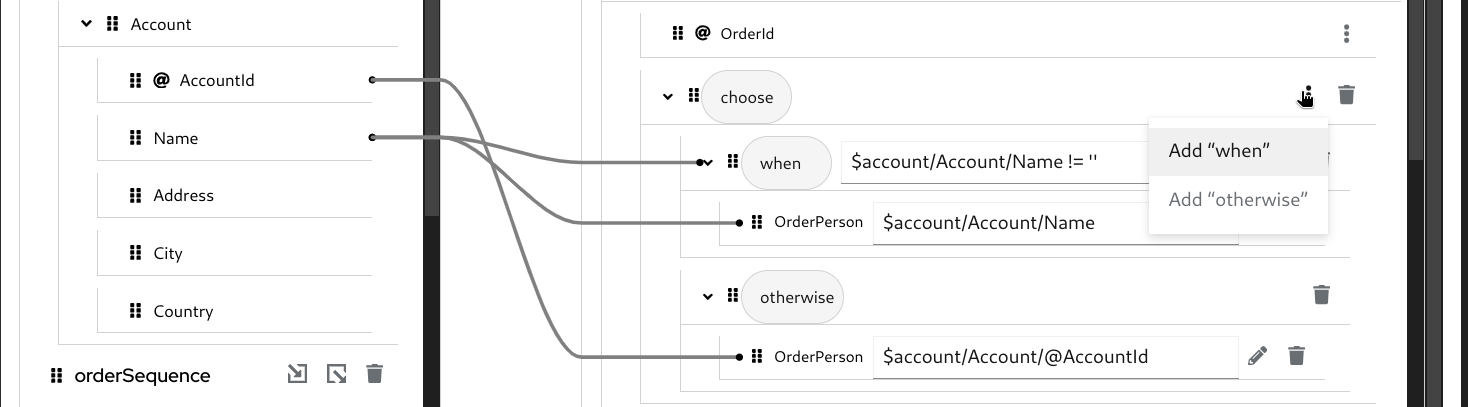 Account
@ AccountId
Name
Address
City
Country
orderSequence
@ OrderId
choose
when $account/Account/Name != ''
Add “when”
Add “otherwise”
OrderPerson $account/Account/Name
otherwise
OrderPerson $account/Account/@AccountId